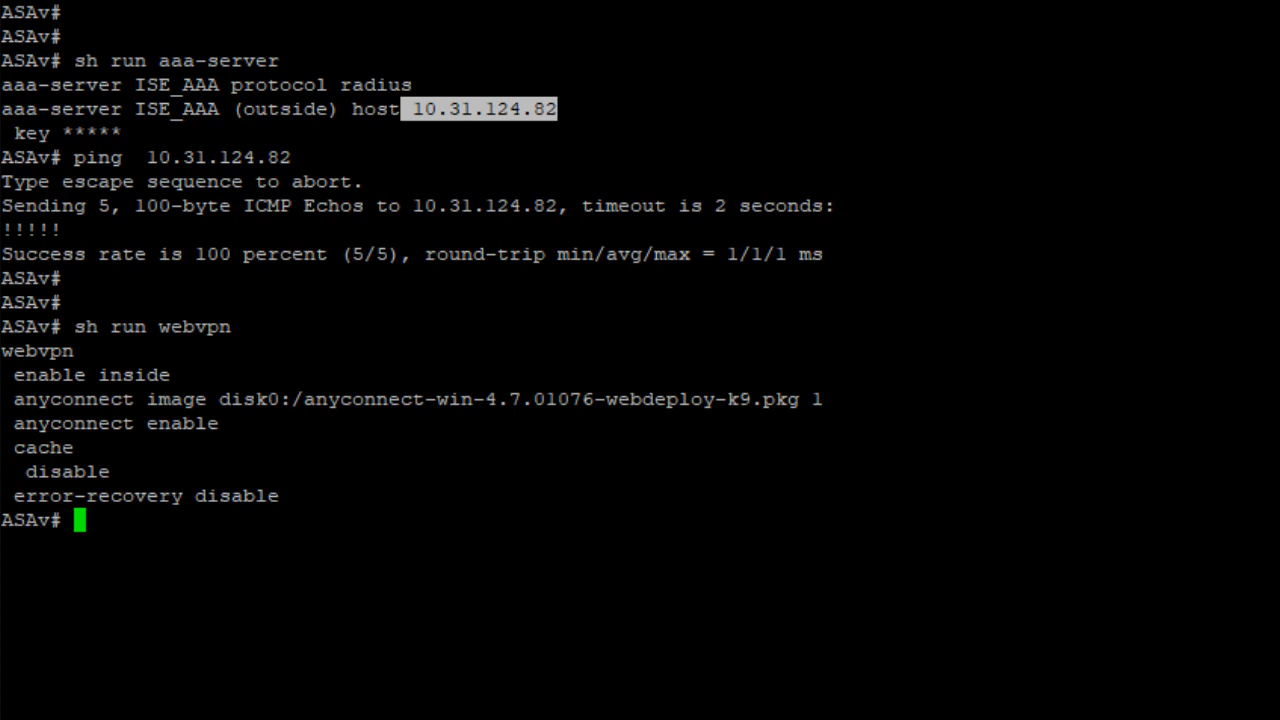 ASAv#
ASAv#
ASAv# sh run aaa-server
aaa-server ISE_AAA protocol radius
aaa-server ISE_AAA (outside) host 10.31.124.82
 key *****
ASAv# ping  10.31.124.82
Type escape sequence to abort.
Sending 5, 100-byte ICMP Echos to 10.31.124.82, timeout is 2 seconds:
!!!!!
Success rate is 100 percent (5/5), round-trip min/avg/max = 1/1/1 ms
ASAv#
ASAv#
ASAv# sh run webvpn
webvpn
 enable inside
 anyconnect image disk0:/anyconnect-win-4.7.01076-webdeploy-k9.pkg 1
 anyconnect enable
 cache
  disable
 error-recovery disable
ASAv#